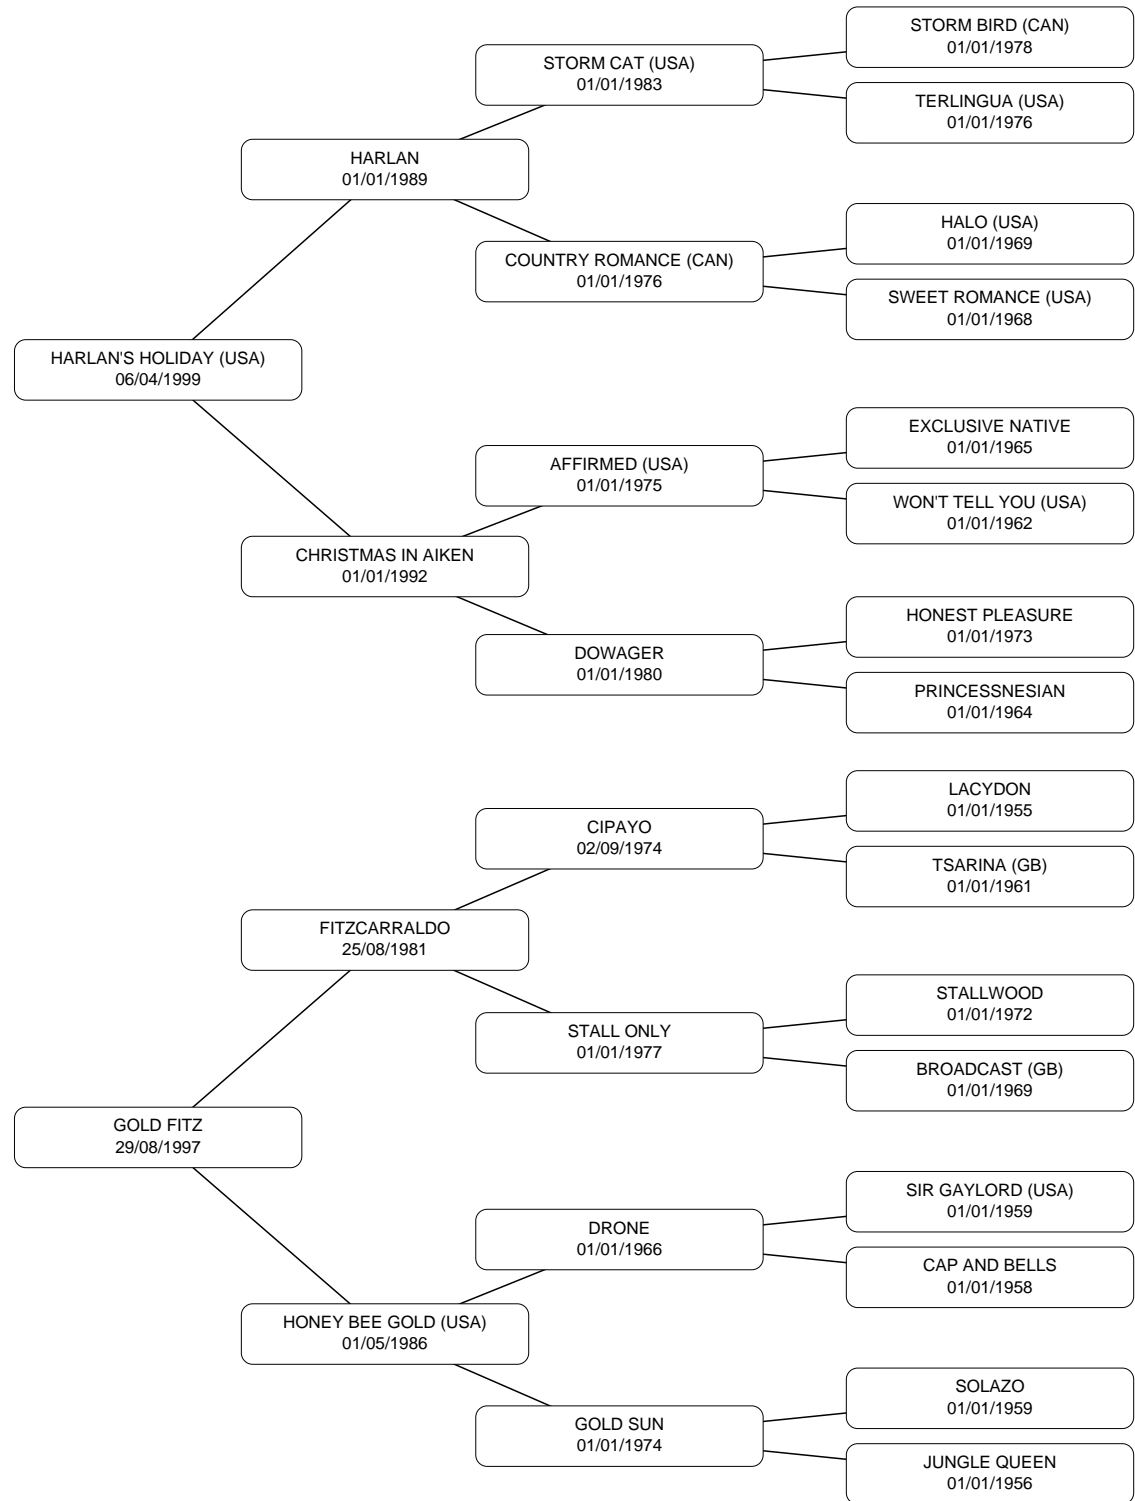 STORM BIRD (CAN)
01/01/1978
STORM CAT (USA)
01/01/1983
TERLINGUA (USA)
01/01/1976
HARLAN
01/01/1989
HALO (USA)
01/01/1969
COUNTRY ROMANCE (CAN)
01/01/1976
SWEET ROMANCE (USA)
01/01/1968
HARLAN'S HOLIDAY (USA)
06/04/1999
EXCLUSIVE NATIVE
01/01/1965
AFFIRMED (USA)
01/01/1975
WON'T TELL YOU (USA)
01/01/1962
CHRISTMAS IN AIKEN
01/01/1992
HONEST PLEASURE
01/01/1973
DOWAGER
01/01/1980
PRINCESSNESIAN
01/01/1964
LACYDON
01/01/1955
CIPAYO
02/09/1974
TSARINA (GB)
01/01/1961
FITZCARRALDO
25/08/1981
STALLWOOD
01/01/1972
STALL ONLY
01/01/1977
BROADCAST (GB)
01/01/1969
GOLD FITZ
29/08/1997
SIR GAYLORD (USA)
01/01/1959
DRONE
01/01/1966
CAP AND BELLS
01/01/1958
HONEY BEE GOLD (USA)
01/05/1986
SOLAZO
01/01/1959
GOLD SUN
01/01/1974
JUNGLE QUEEN
01/01/1956